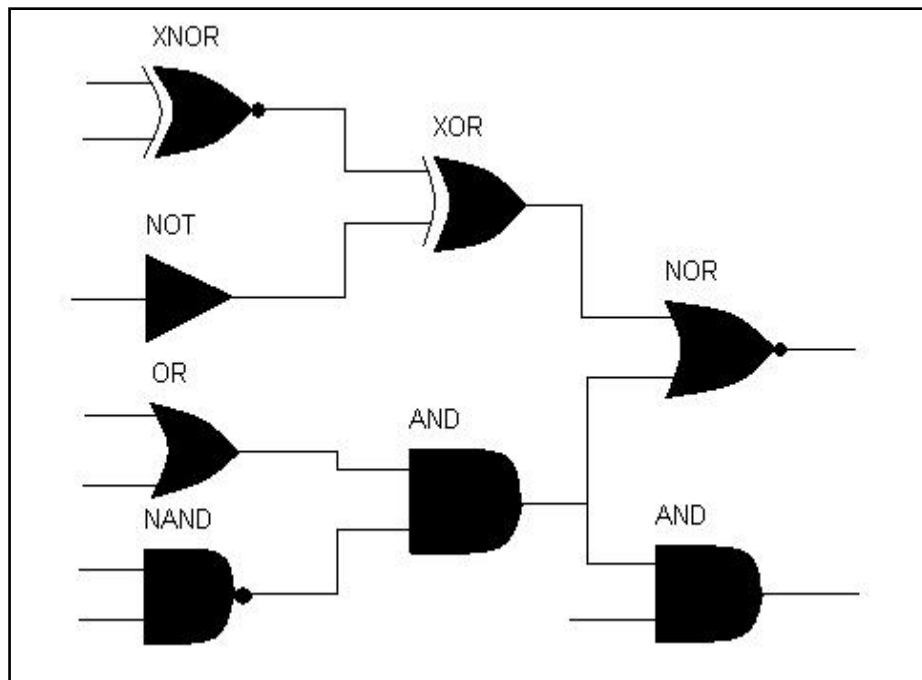 XNOR
XOR
NOT
NOR
OR
AND
NAND
AND